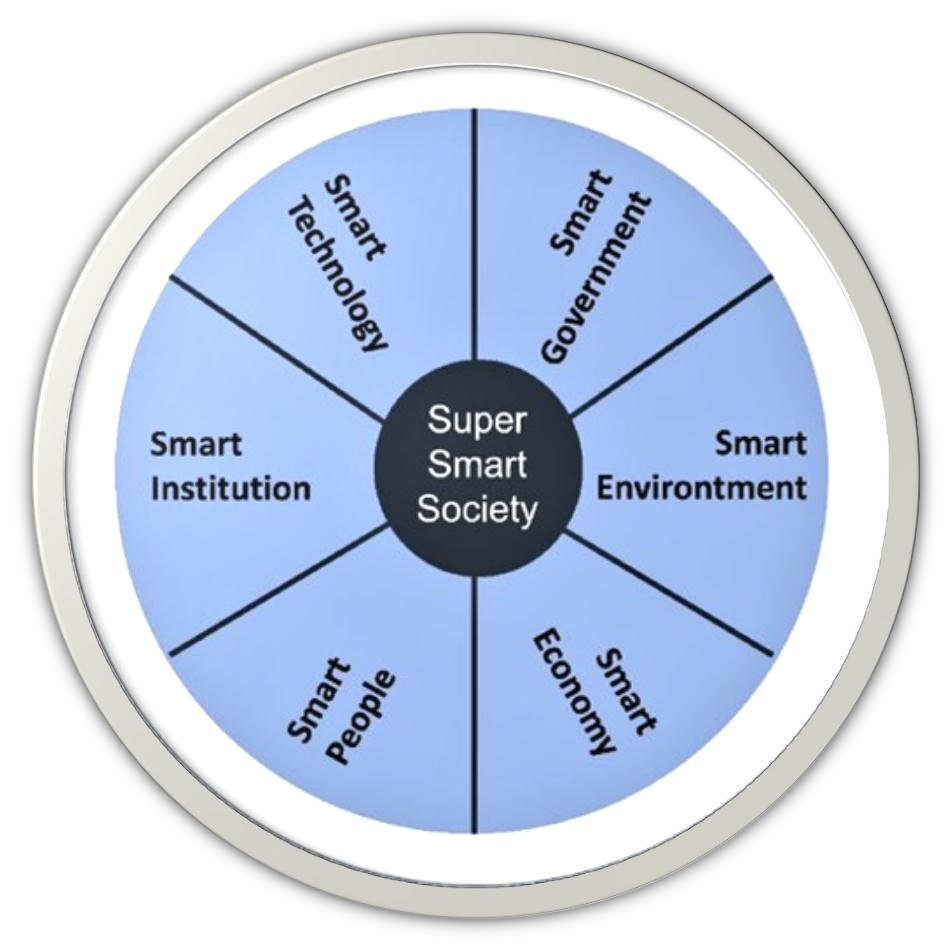 Smart
Technology
Smart
Government
Smart
Institution
Super
Smart
Society
Smart
Environtment
Smart
People
Smart
Economy